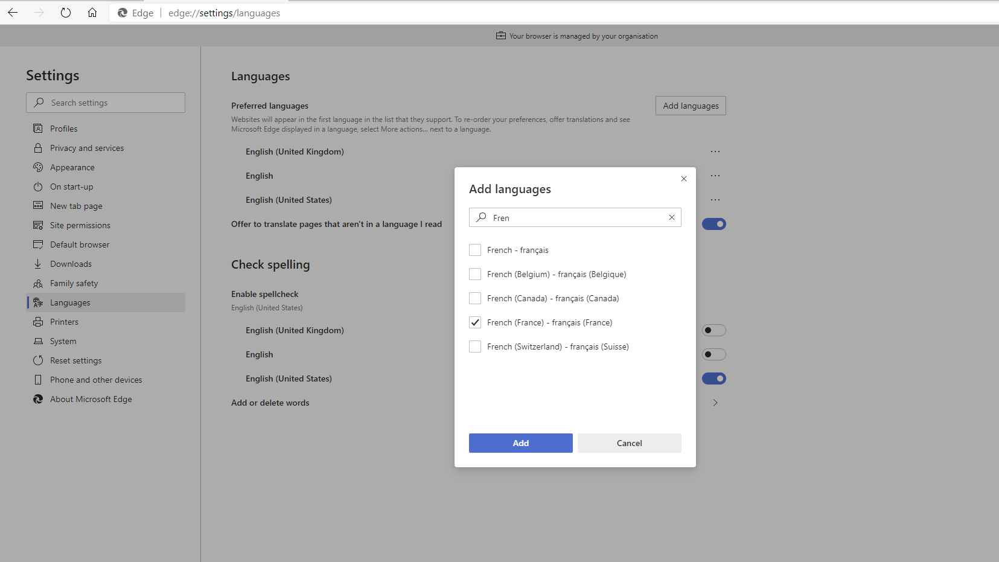 Edge
edge://settings/languages
Your browser is managed by your organisation
Settings
Search settings
Profiles
Privacy and services
Appearance
On start-up
New tab page
Site permissions
Default browser
Downloads
Family safety
Languages
Printers
System
Reset settings
Phone and other devices
About Microsoft Edge
Languages
Preferred languages
Add languages
Websites will appear in the first language in the list that they support. To re-order your preferences, offer translations and see
Microsoft Edge displayed in a language, select More actions... next to a language.
English (United Kingdom)
English
English (United States)
Offer to translate pages that aren't in a language I read
Check spelling
Enable spellcheck
English (United States)
English (United Kingdom)
English
English (United States)
Add or delete words
Add languages
Fren
French - français
French (Belgium) - français (Belgique)
French (Canada) - français (Canada)
French (France) - français (France)
French (Switzerland) - français (Suisse)
Add
Cancel